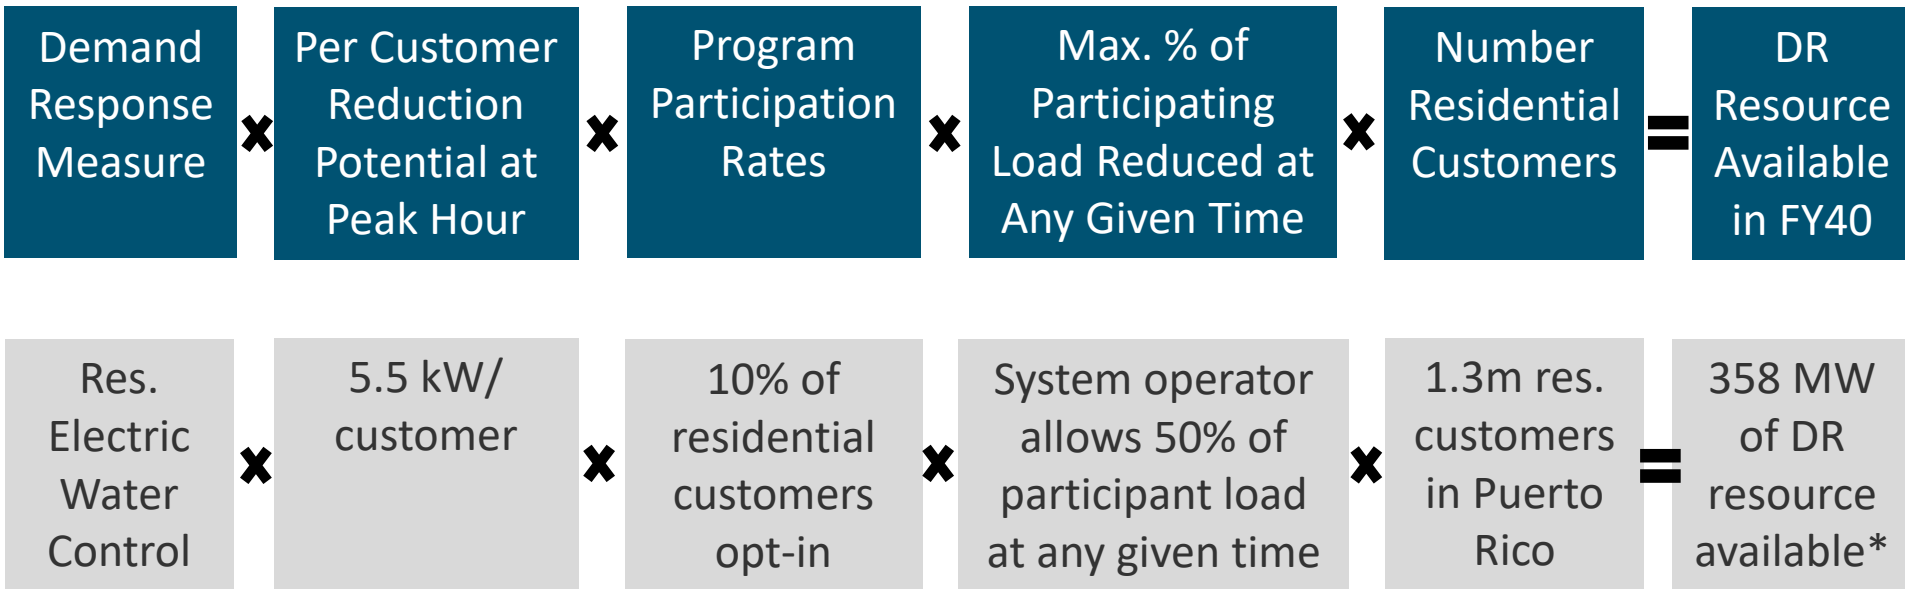 Demand
Response
Measure
Per Customer
Reduction
Potential at
Peak Hour
Program
Participation
Rates
Max. % of
Participating
Load Reduced at
Any Given Time
Number
Residential
Customers
DR
Resource
Available
in FY40
Res.
Electric
Water
Control
5.5 kW/
customer
10% of
residential
customers
opt-in
System operator
allows 50% of
participant load
at any given time
1.3m res.
customers
in Puerto
Rico
358 MW
of DR
resource
available*